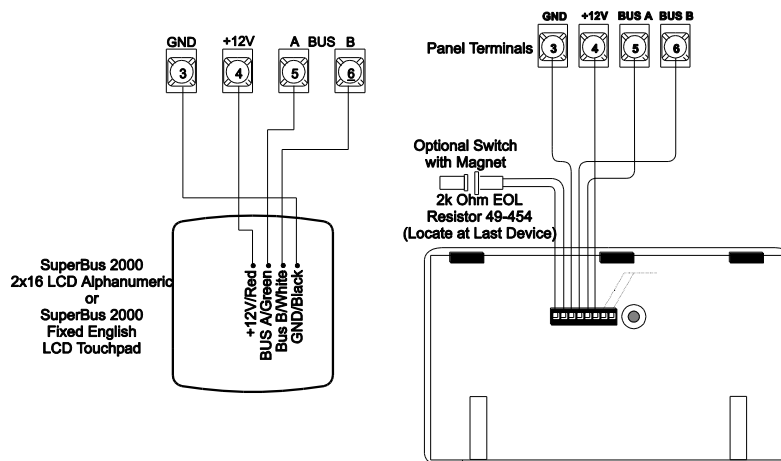 GND +12V A BUS B
3 4 5 6
SuperBus 2000
2x16 LCD Alphanumeric
or
SuperBus 2000
Fixed English
LCD Touchpad
+12V/Red
BUS A/Green
Bus B/White
GND/Black
GND +12V BUS A BUS B
Panel Terminals
3 4 5 6
Optional Switch
with Magnet
2k Ohm EOL
Resistor 49-454
(Locate at Last Device)